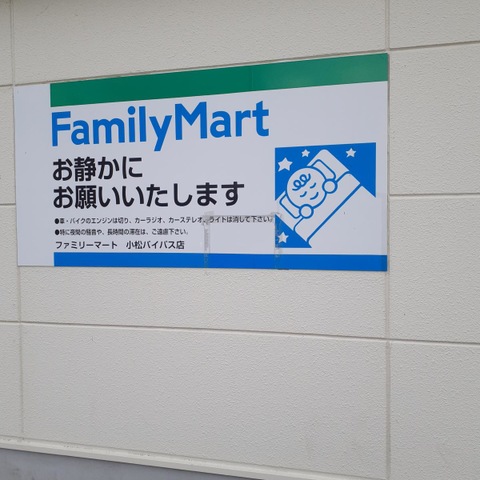 FamilyMart
お静かに
お願いいたします
●車・バイクのエンジンは切り、カーラジオ、カーステレオ、ライトは消して下さい。
●特に夜間の騒音や、長時間の滞在は、ご遠慮下さい。
ファミリーマート 小松バイパス店